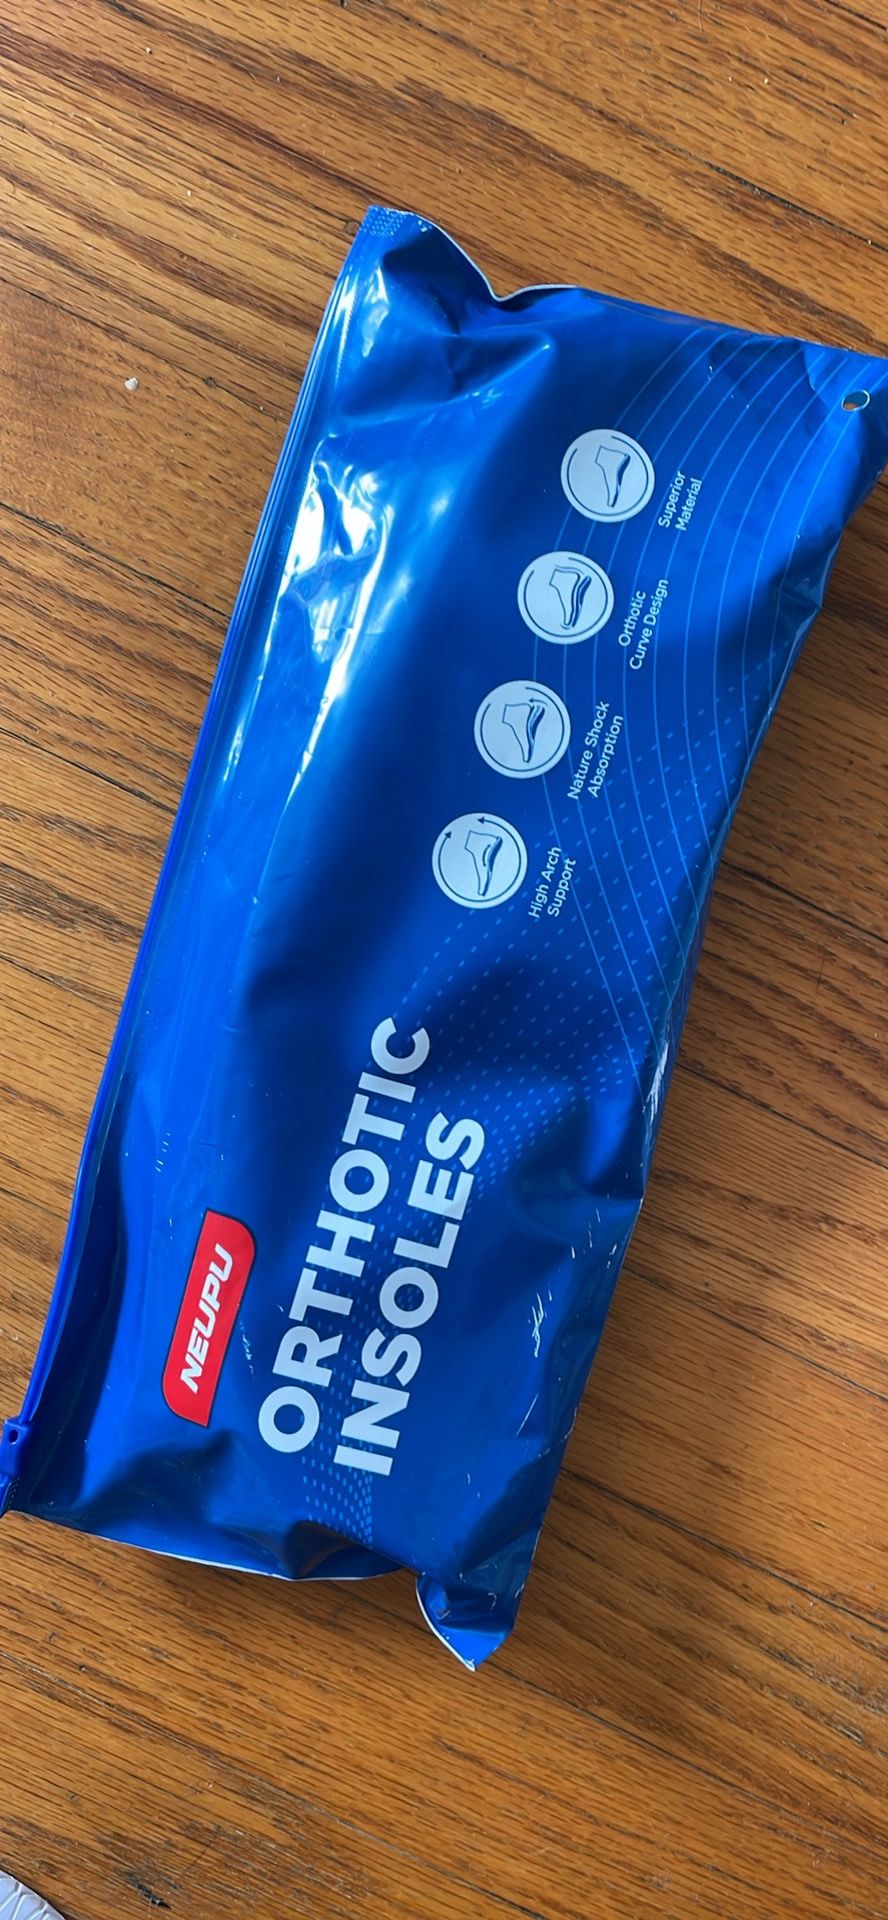 NEUPU
ORTHOTIC
INSOLES
High Arch
Support
Nature Shock
Absorption
Orthotic
Curve Design
Superior
Material